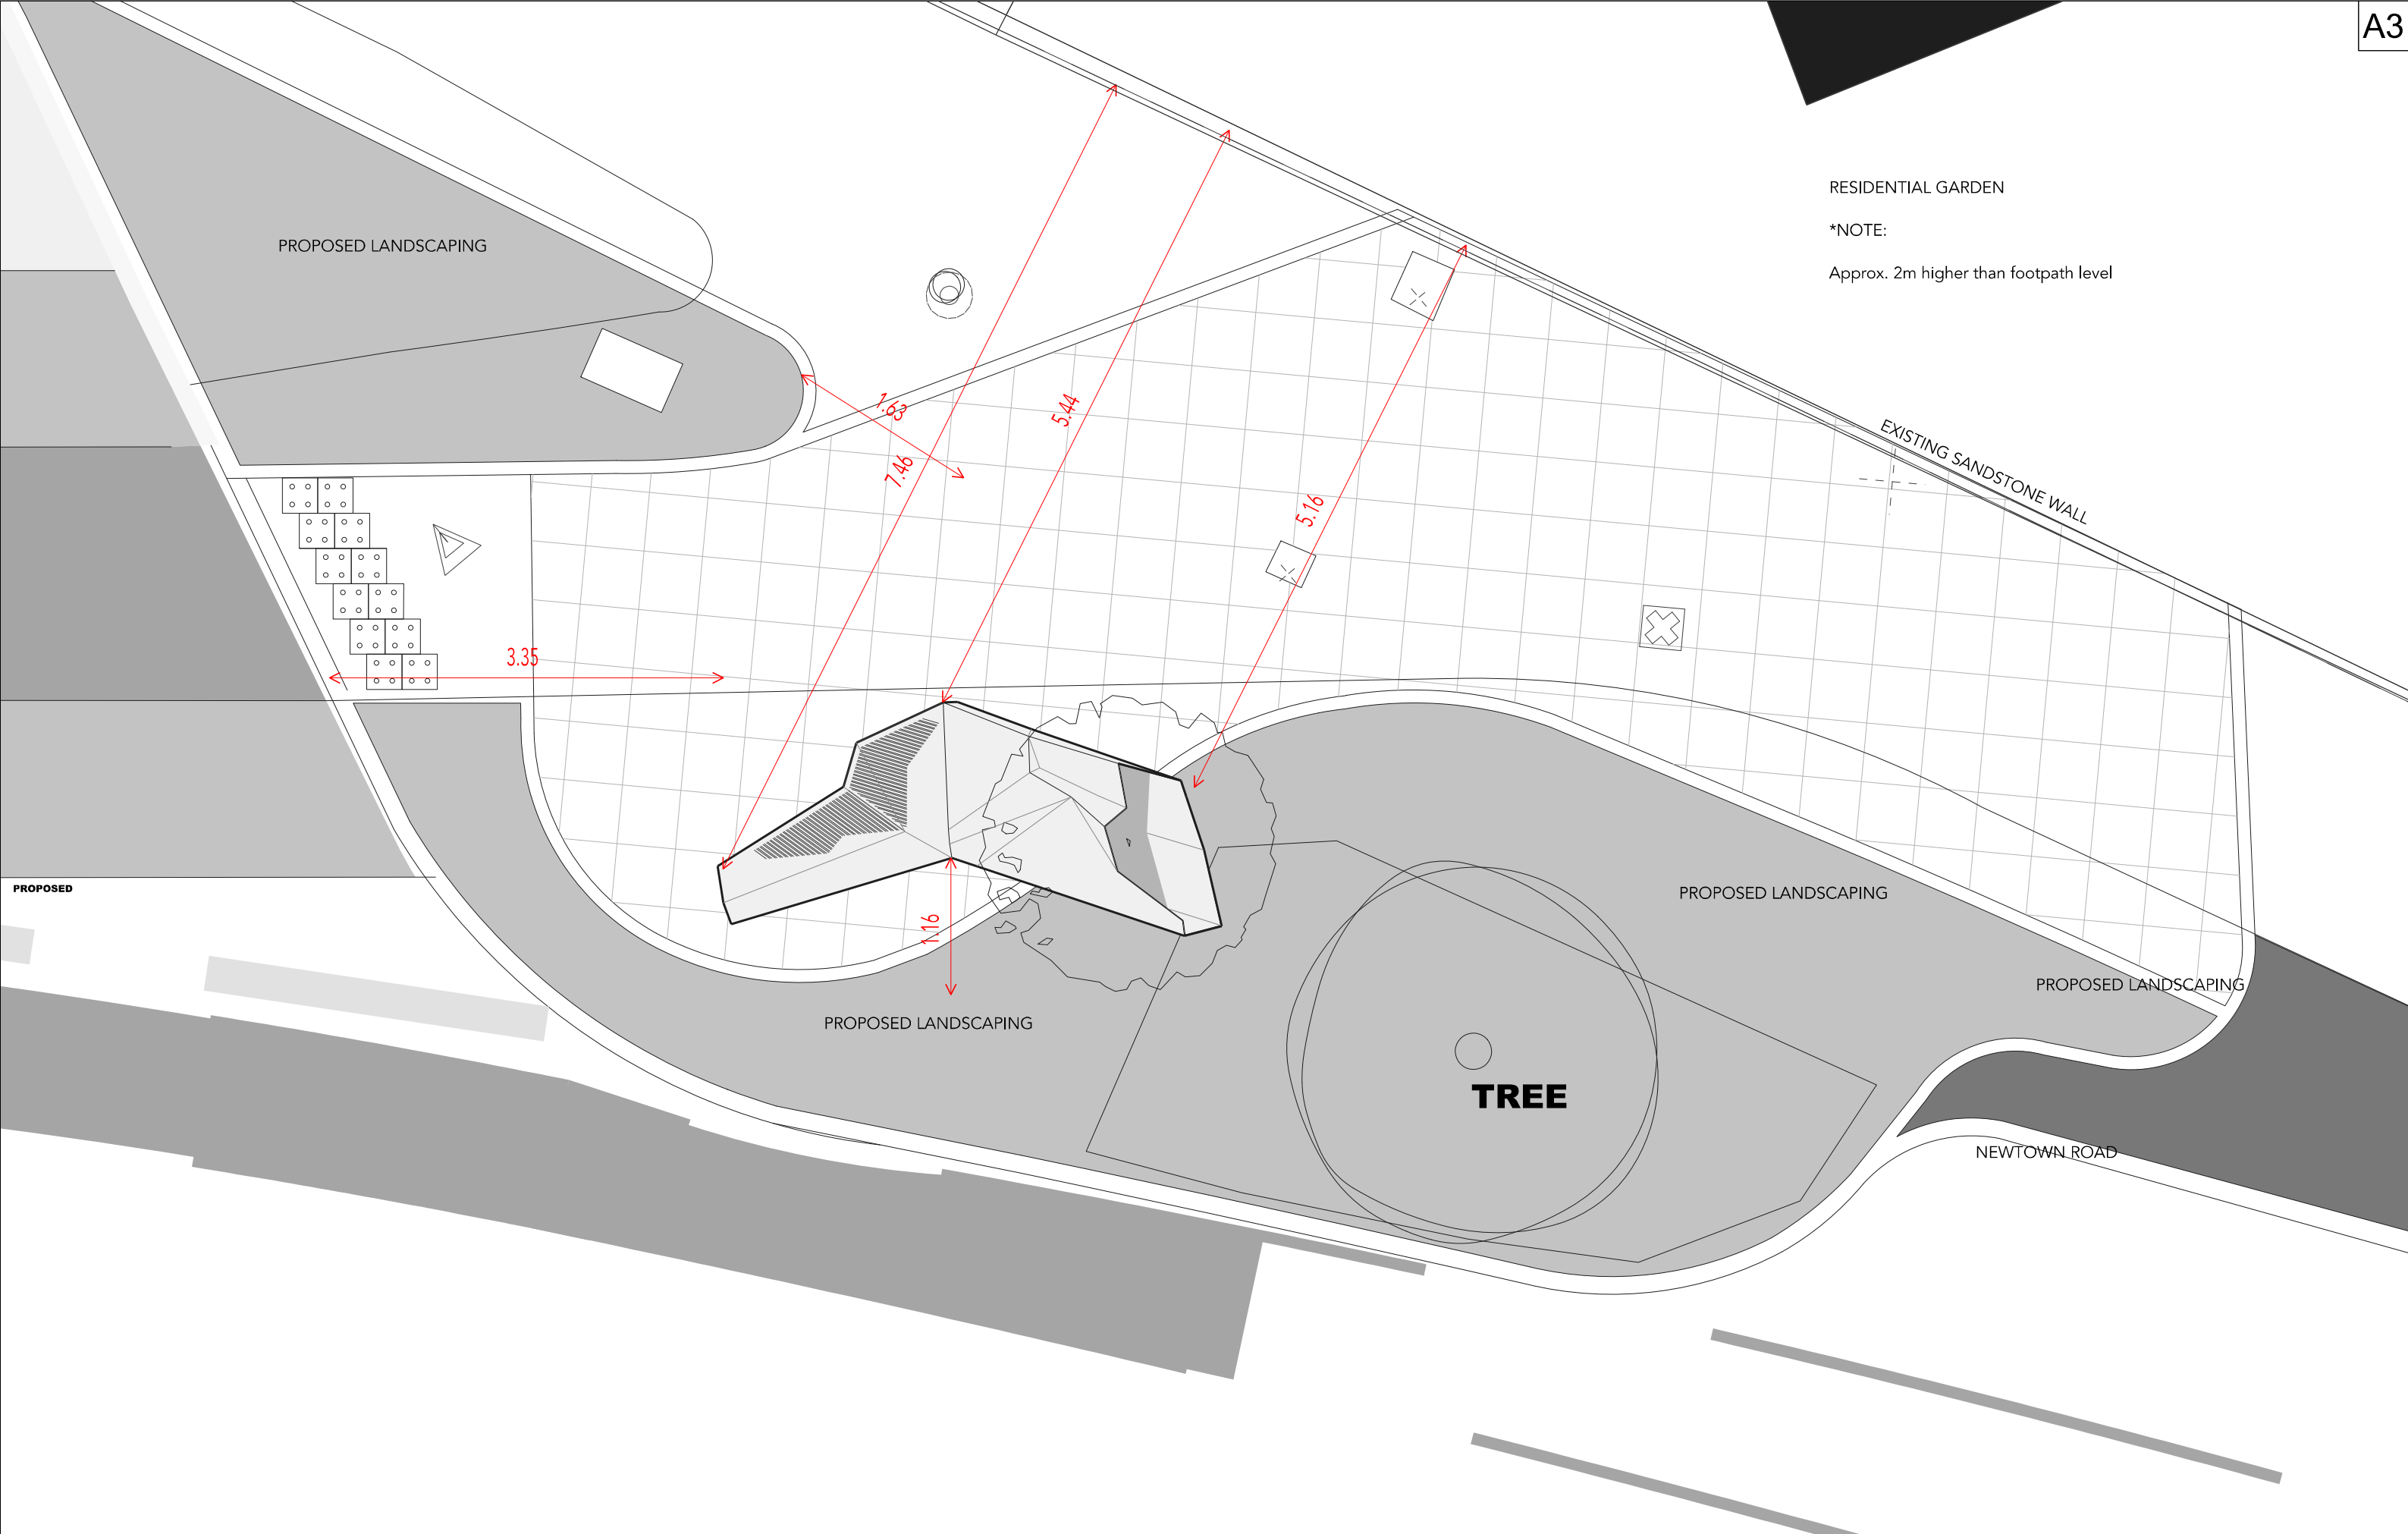 A3
RESIDENTIAL GARDEN
*NOTE:
Approx. 2m higher than footpath level
PROPOSED LANDSCAPING
1.63
5.44
7.46
5.16
EXISTING SANDSTONE WALL
3.35
PROPOSED
1.16
PROPOSED LANDSCAPING
PROPOSED LANDSCAPING
PROPOSED LANDSCAPING
TREE
NEWTOWN ROAD